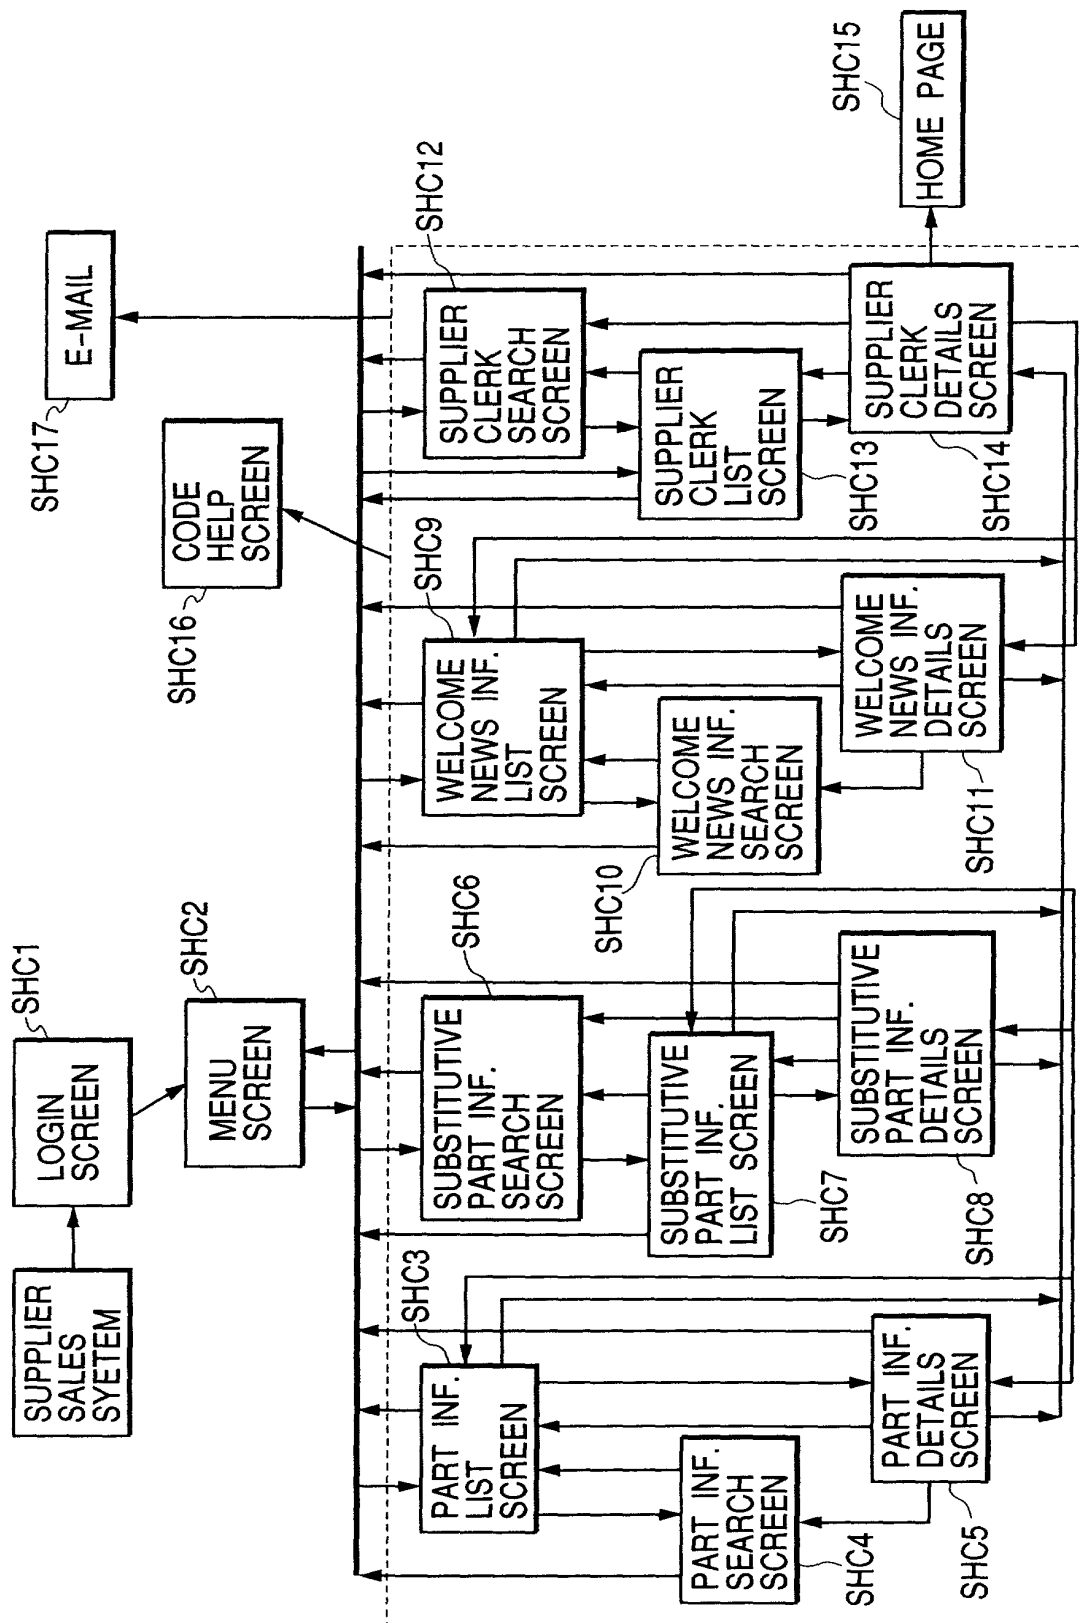 SUPPLIER
SALES
SYETEM
SHC1
LOGIN
SCREEN
SHC2
MENU
SCREEN
SHC16
CODE
HELP
SCREEN
SHC17
E-MAIL
SHC3
PART INF.
LIST
SCREEN
SHC4
PART INF.
SEARCH
SCREEN
SHC5
PART INF.
DETAILS
SCREEN
SHC6
SUBSTITUTIVE
PART INF.
SEARCH
SCREEN
SHC7
SUBSTITUTIVE
PART INF.
LIST SCREEN
SHC8
SUBSTITUTIVE
PART INF.
DETAILS
SCREEN
SHC9
WELCOME
NEWS INF.
LIST
SCREEN
SHC10
WELCOME
NEWS INF.
SEARCH
SCREEN
SHC11
WELCOME
NEWS INF.
DETAILS
SCREEN
SHC12
SUPPLIER
CLERK
SEARCH
SCREEN
SHC13
SUPPLIER
CLERK
LIST
SCREEN
SHC14
SUPPLIER
CLERK
DETAILS
SCREEN
SHC15
HOME PAGE